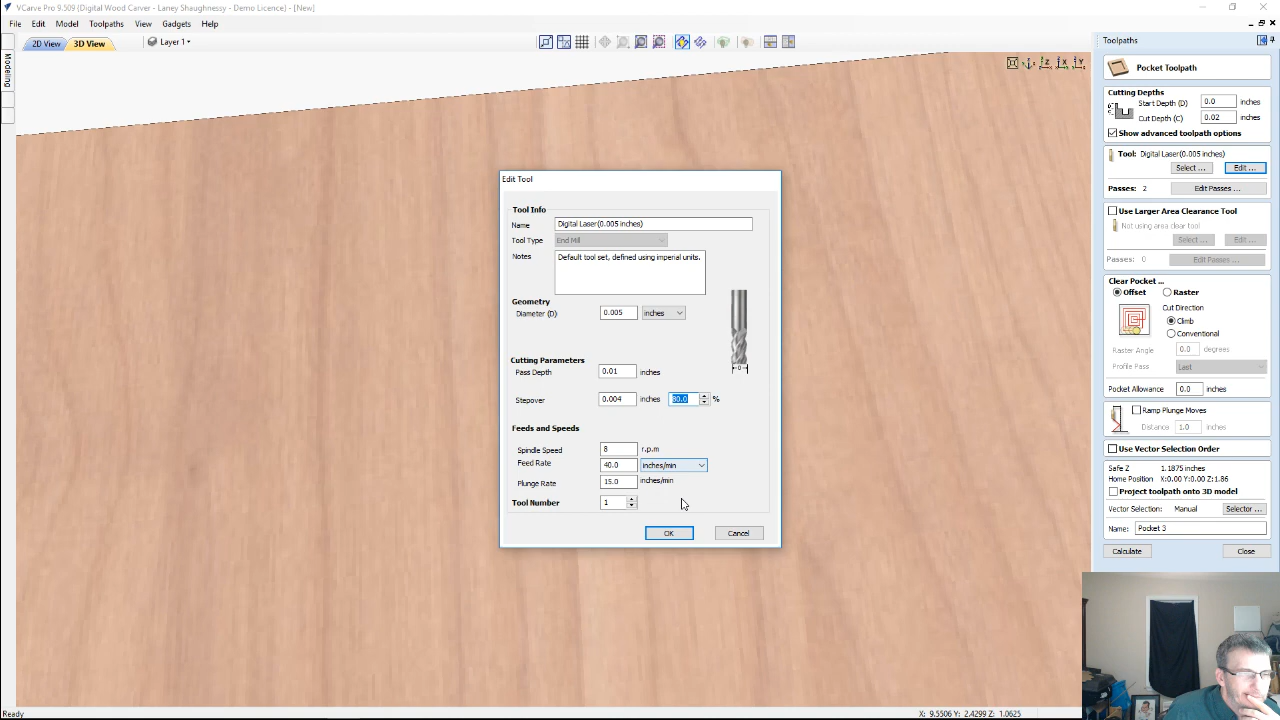 VCarve Pro 9.509 {Digital Wood Carver - Laney Shaughnessy - Demo Licence} - [New]
File Edit Model Toolpaths View Gadgets Help
2D View 3D View Layer 1
Modeling
Toolpaths
Pocket Toolpath
Cutting Depths
Start Depth (D) 0.0 inches
Cut Depth (C) 0.02 inches
Show advanced toolpath options
Tool: Digital Laser(0.005 inches)
Select ... Edit ...
Passes: 2 Edit Passes ...
Use Larger Area Clearance Tool
Not using area clear tool
Select ... Edit ...
Passes: 0 Edit Passes ...
Clear Pocket ...
Offset Raster
Cut Direction
Climb
Conventional
Raster Angle 0.0 degrees
Profile Pass Last
Pocket Allowance 0.0 inches
Ramp Plunge Moves
Distance 1.0 inches
Use Vector Selection Order
Safe Z 1.1875 inches
Home Position X:0.00 Y:0.00 Z:1.86
Project toolpath onto 3D model
Vector Selection: Manual Selector ...
Name: Pocket 3
Calculate Close
Edit Tool
Tool Info
Name Digital Laser(0.005 inches)
Tool Type End Mill
Notes Default tool set, defined using imperial units.
Geometry
Diameter (D) 0.005 inches
D
Cutting Parameters
Pass Depth 0.01 inches
Stepover 0.004 inches 80.0 %
Feeds and Speeds
Spindle Speed 8 r.p.m
Feed Rate 40.0 inches/min
Plunge Rate 15.0 inches/min
Tool Number 1
OK Cancel
Ready X: 9.5506 Y: 2.4299 Z: 1.0625